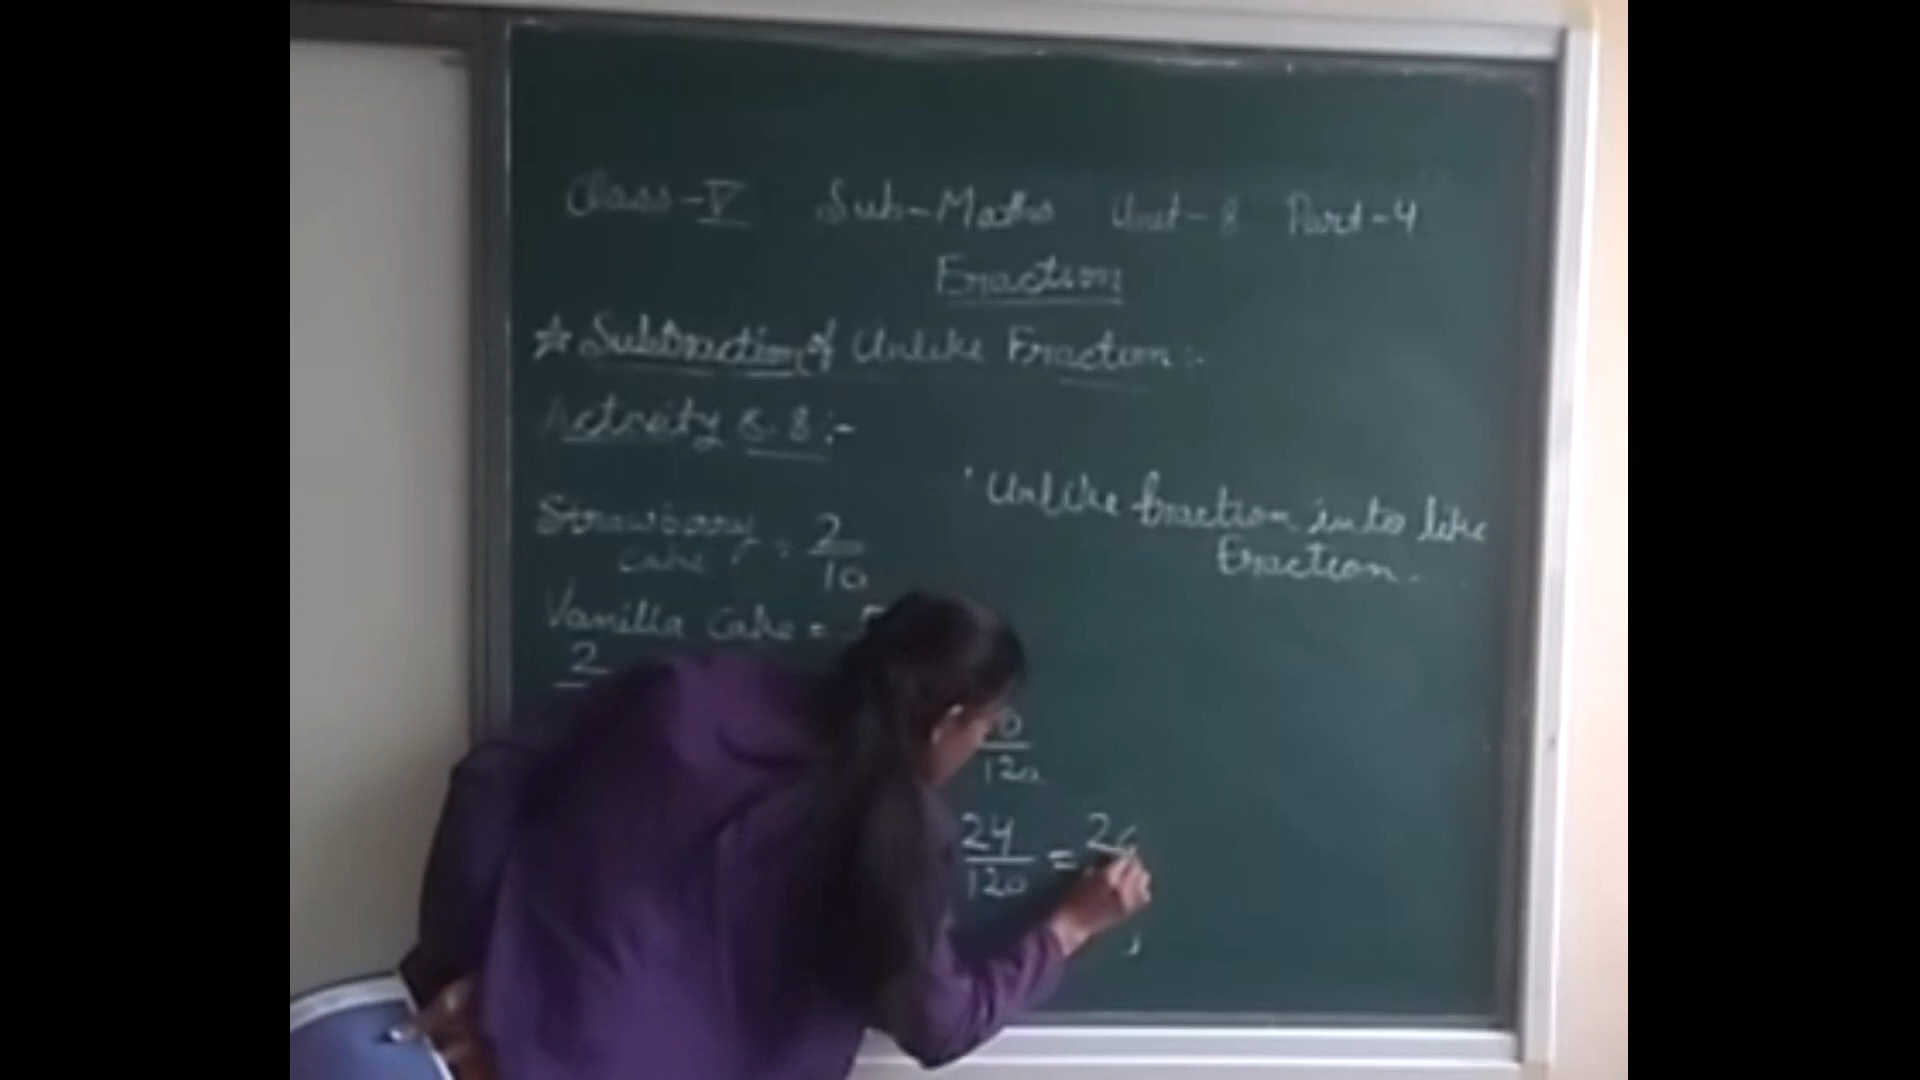 Class-V Sub-Maths Unit-8 Part-4
Fraction
☆ Subtraction of Unlike Fraction:-
Activity 8.8:-
Unlike fraction into like
fraction.
Strawberry cake = 2/10
Vanilla cake =
2
120
24/120 = 2